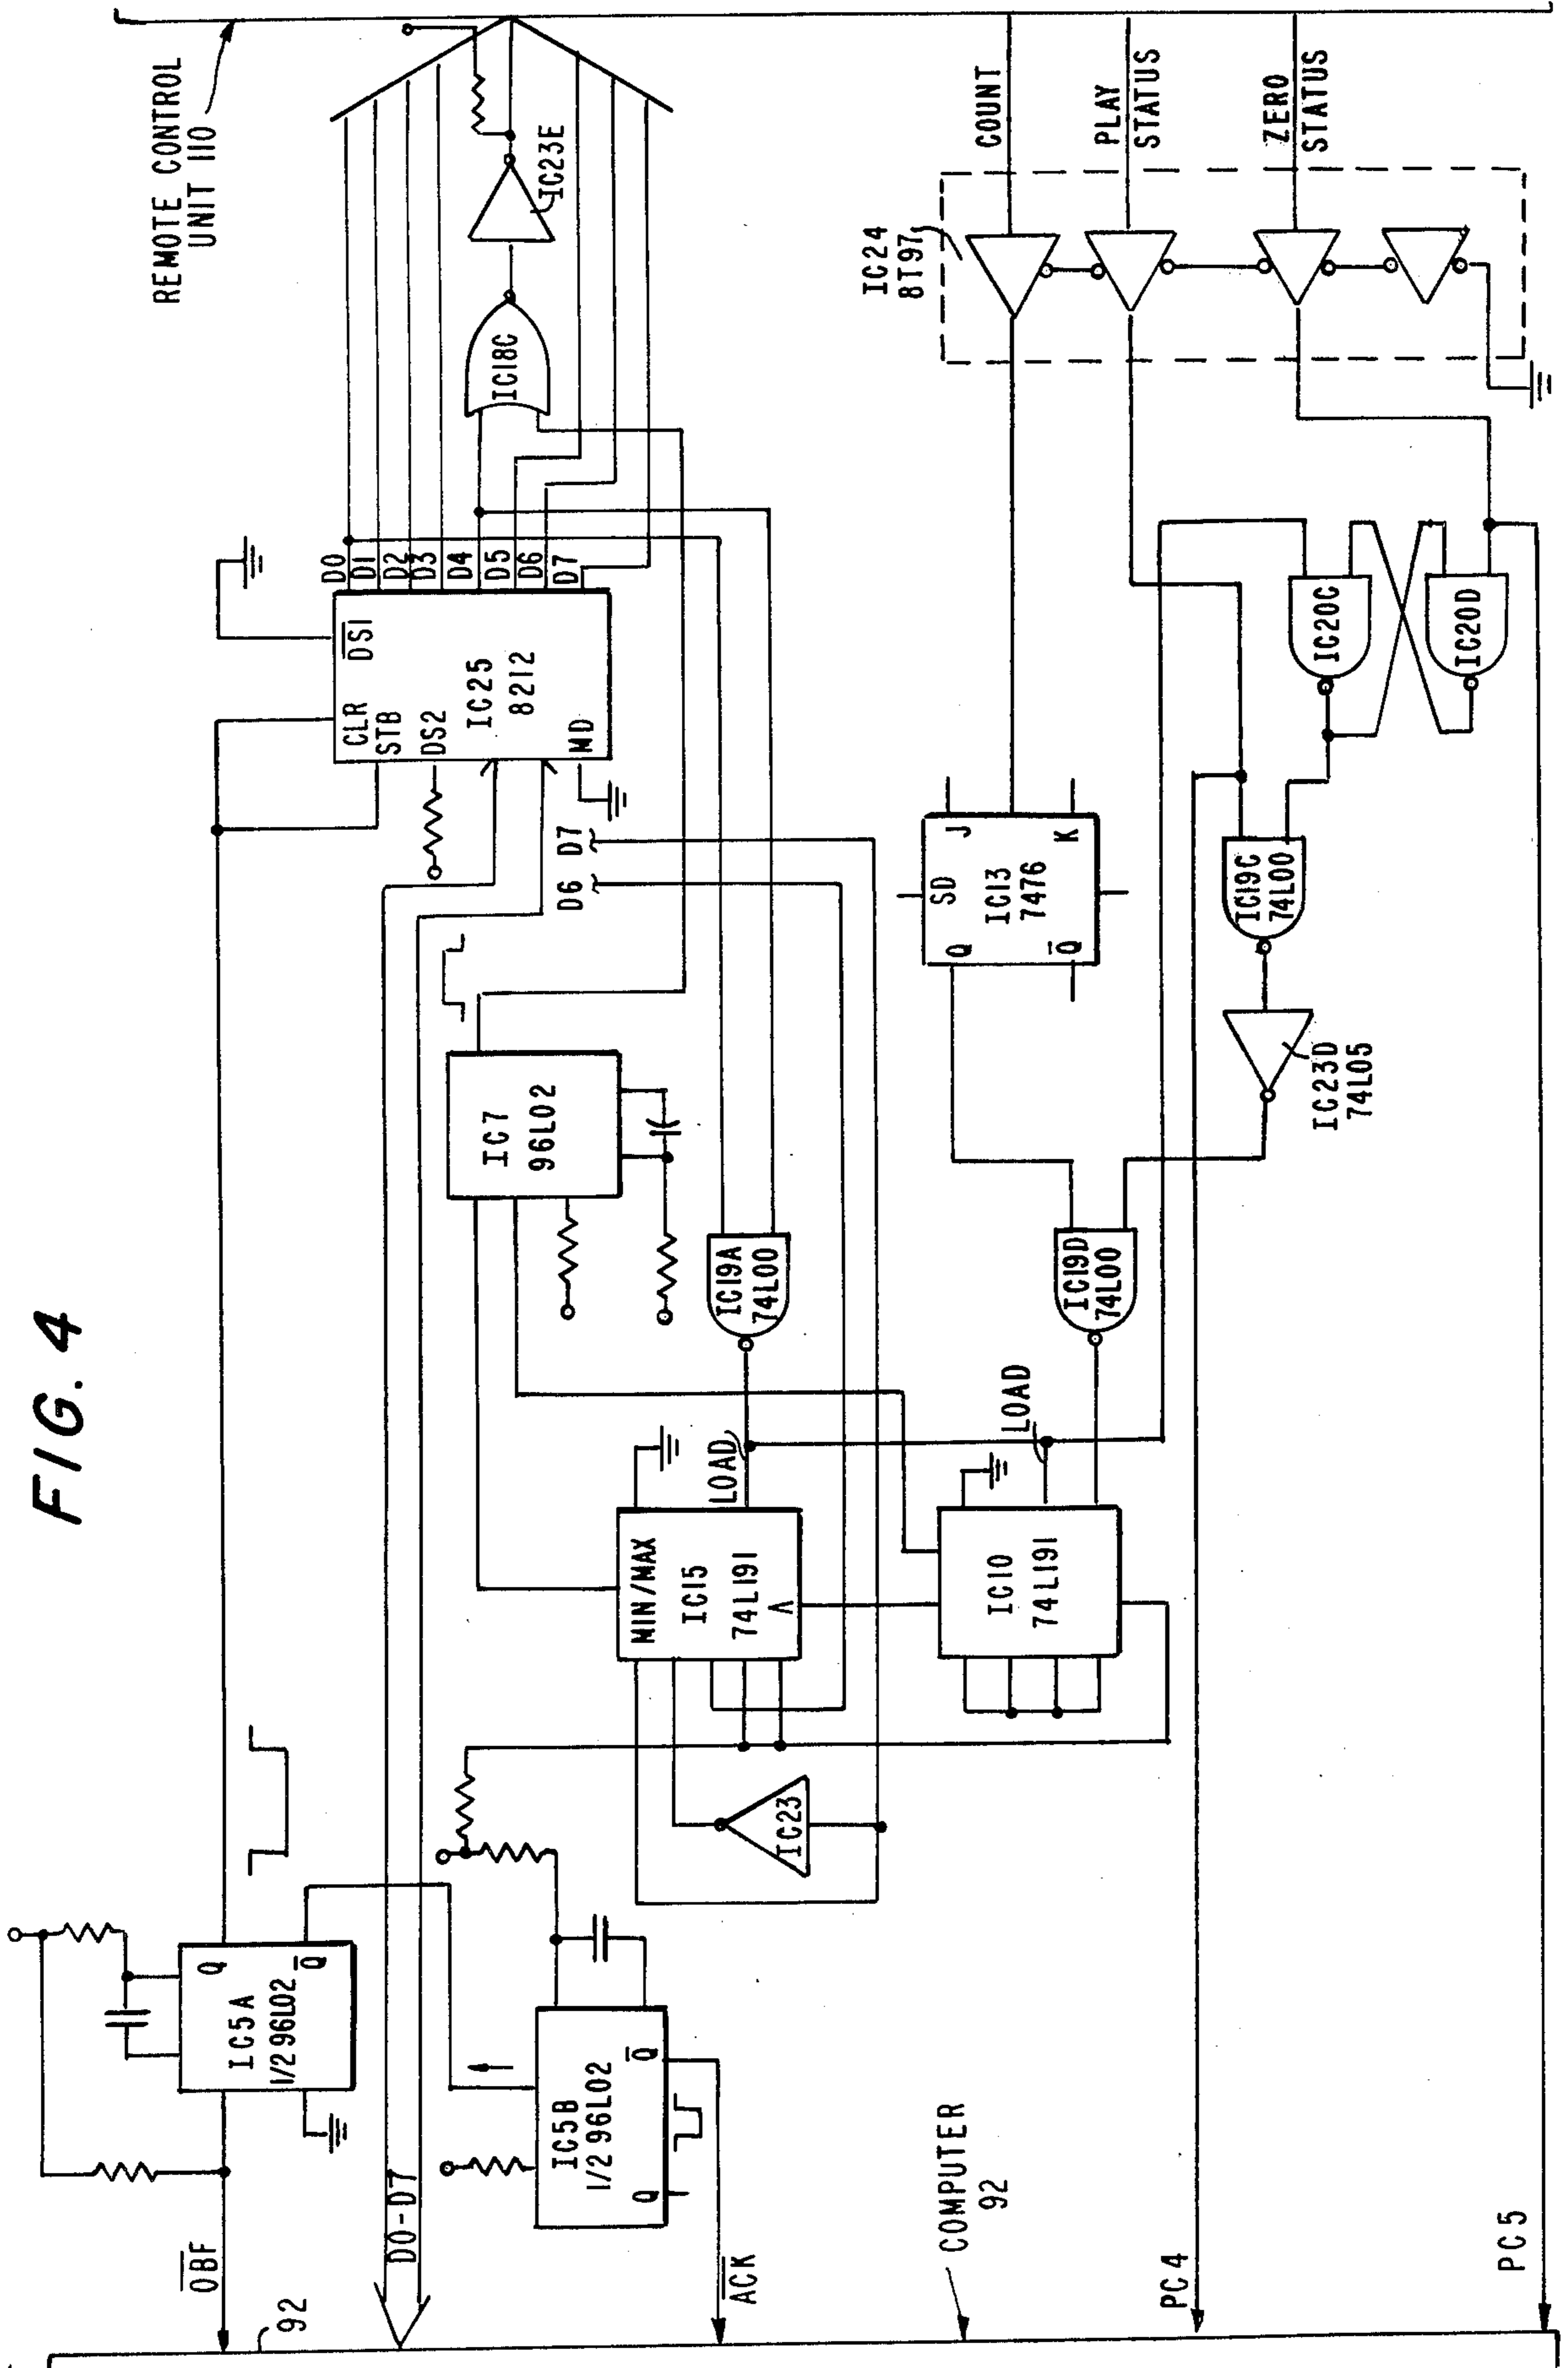 FIG. 4
REMOTE CONTROL
UNIT 110
OBF
92
IC5A
1/2 96L02
Q
Q
D0-D7
IC5B
1/2 96L02
Q
Q
ACK
COMPUTER
92
PC4
PC5
CLR
STB
DS2
DS1
IC25
8212
MD
D0
D1
D2
D3
D4
D5
D6
D7
IC18C
IC23E
D6
D7
IC7
96L02
IC19A
74L00
LOAD
MIN/MAX
IC15
74L191
Λ
IC23
LOAD
IC10
74L191
IC19D
74L00
J
SD
K
IC13
7476
Q
Q
IC24
8T97
COUNT
PLAY
STATUS
ZERO
STATUS
IC19C
74L00
IC23D
74L05
IC20C
IC20D